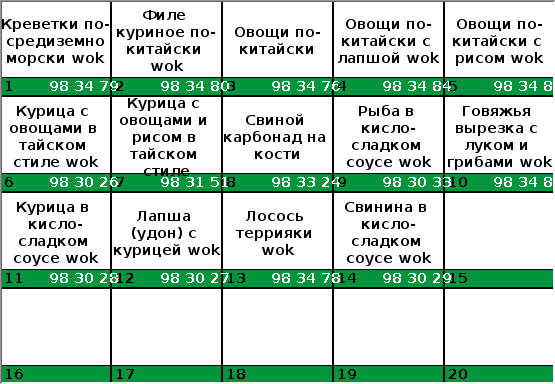 Креветки по-
средиземно
морски wok
Филе
куриное по-
китайски
wok
Овощи по-
китайски
Овощи по-
китайски с
лапшой wok
Овощи по-
китайски с
рисом wok
1 98 34 79
2 98 34 80
3 98 34 76
4 98 34 84
5 98 34 8
Курица с
овощами в
тайском
стиле wok
Курица с
овощами и
рисом в
тайском
стиле
Свиной
карбонад на
кости
Рыба в
кисло-
сладком
соусе wok
Говяжья
вырезка с
луком и
грибами wok
6 98 30 26
7 98 31 51
8 98 33 24
9 98 30 33
10 98 34 8
Курица в
кисло-
сладком
соусе wok
Лапша
(удон) с
курицей wok
Лосось
террияки
wok
Свинина в
кисло-
сладком
соусе wok
11 98 30 28
12 98 30 27
13 98 34 78
14 98 30 29
15
16
17
18
19
20